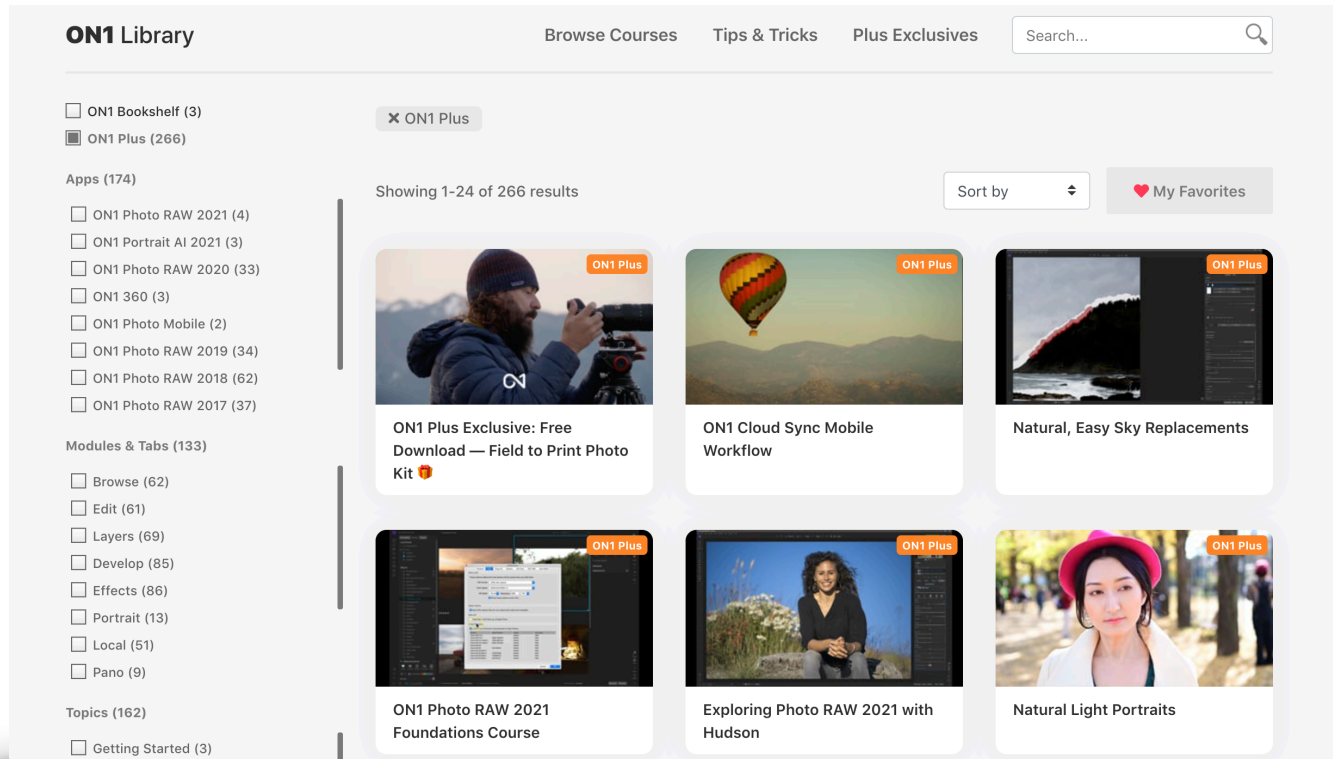 ON1 Library
Browse Courses
Tips & Tricks
Plus Exclusives
Search...
ON1 Bookshelf (3)
ON1 Plus (266)
Apps (174)
ON1 Photo RAW 2021 (4)
ON1 Portrait AI 2021 (3)
ON1 Photo RAW 2020 (33)
ON1 360 (3)
ON1 Photo Mobile (2)
ON1 Photo RAW 2019 (34)
ON1 Photo RAW 2018 (62)
ON1 Photo RAW 2017 (37)
Modules & Tabs (133)
Browse (62)
Edit (61)
Layers (69)
Develop (85)
Effects (86)
Portrait (13)
Local (51)
Pano (9)
Topics (162)
Getting Started (3)
✕ ON1 Plus
Showing 1-24 of 266 results
Sort by
My Favorites
ON1 Plus
ON1 Plus Exclusive: Free
Download — Field to Print Photo
Kit 🎁
ON1 Plus
ON1 Cloud Sync Mobile
Workflow
ON1 Plus
Natural, Easy Sky Replacements
ON1 Plus
ON1 Photo RAW 2021
Foundations Course
ON1 Plus
Exploring Photo RAW 2021 with
Hudson
ON1 Plus
Natural Light Portraits